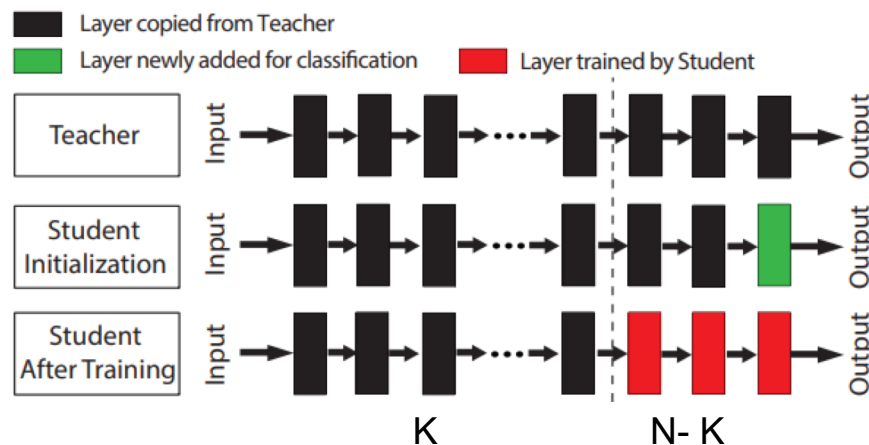 Layer copied from Teacher
Layer newly added for classification
Layer trained by Student
Teacher
Input
Output
Student
Initialization
Input
Output
Student
After Training
Input
Output
K
N- K